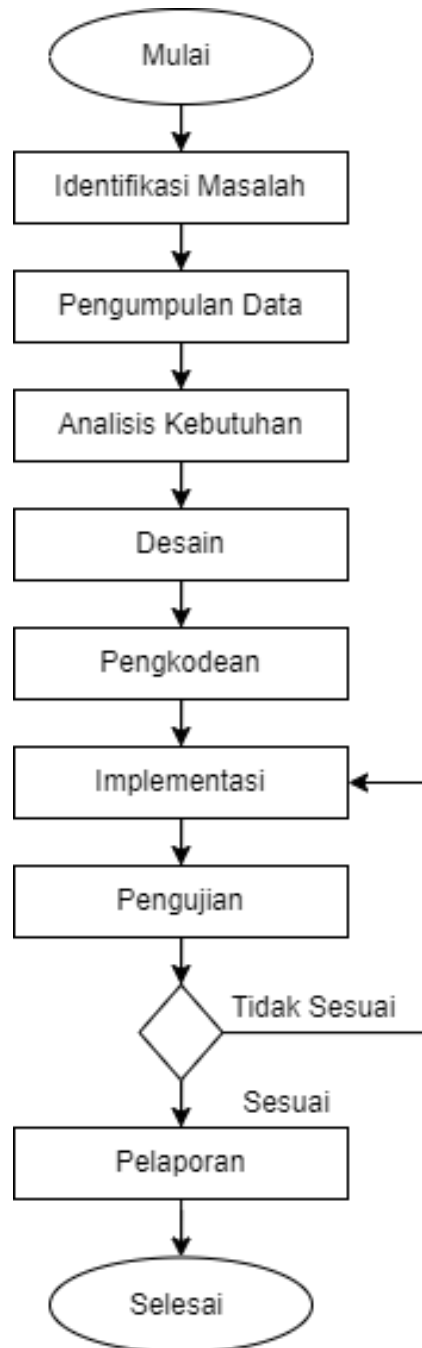 Mulai
Identifikasi Masalah
Pengumpulan Data
Analisis Kebutuhan
Desain
Pengkodean
Implementasi
Pengujian
Tidak Sesuai
Sesuai
Pelaporan
Selesai